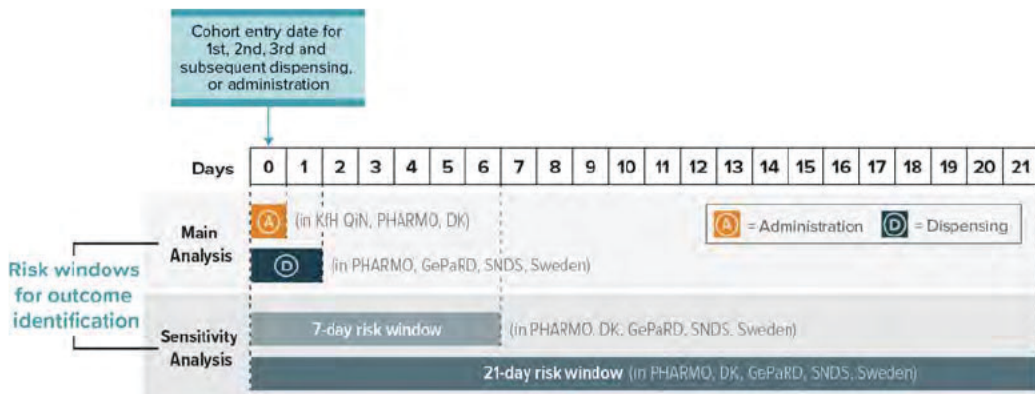 Cohort entry date for
1st, 2nd, 3rd and
subsequent dispensing,
or administration
Days 0 1 2 3 4 5 6 7 8 9 10 11 12 13 14 15 16 17 18 19 20 21
Main
Analysis
A (in KfH QiN, PHARMO, DK)
A = Administration D = Dispensing
D (in PHARMO, GePaRD, SNDS, Sweden)
Risk windows
for outcome
identification
Sensitivity
Analysis
7-day risk window (in PHARMO, DK, GePaRD, SNDS, Sweden)
21-day risk window (in PHARMO, DK, GePaRD, SNDS, Sweden)